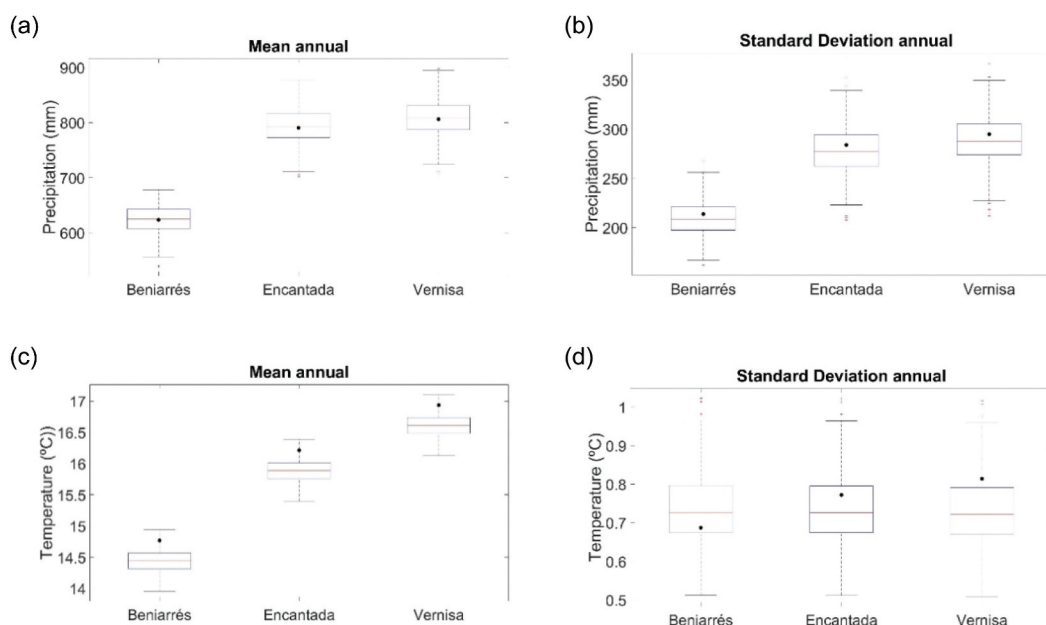 (a)
Mean annual
Precipitation (mm)
900
800
700
600
Beniarrés
Encantada
Vernisa
(b)
Standard Deviation annual
Precipitation (mm)
350
300
250
200
Beniarrés
Encantada
Vernisa
(c)
Mean annual
Temperature (ºC))
17
16.5
16
15.5
15
14.5
14
Beniarrés
Encantada
Vernisa
(d)
Standard Deviation annual
Temperature (ºC)
1
0.9
0.8
0.7
0.6
0.5
Beniarrés
Encantada
Vernisa